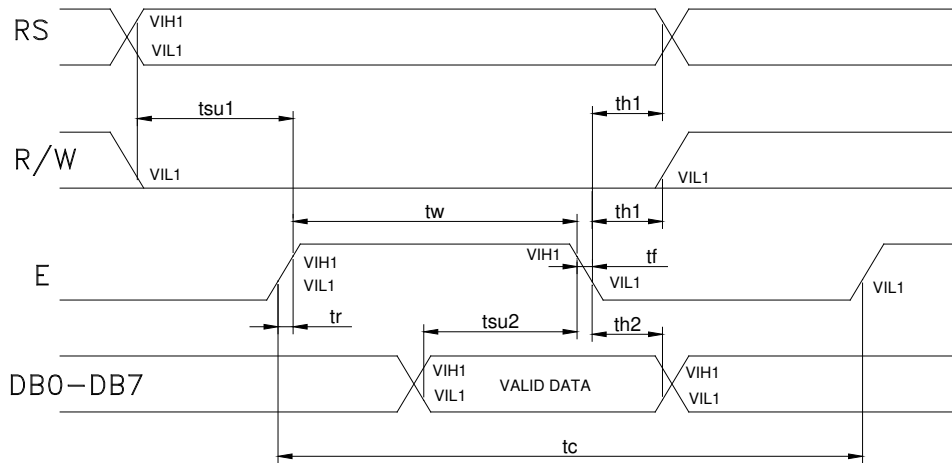 RS
VIH1
VIL1
tsu1
th1
R/W
VIL1
VIL1
tw
th1
E
VIH1
VIL1
VIH1
tf
VIL1
VIL1
tr
tsu2
th2
DB0-DB7
VIH1
VIL1
VALID DATA
VIH1
VIL1
tc